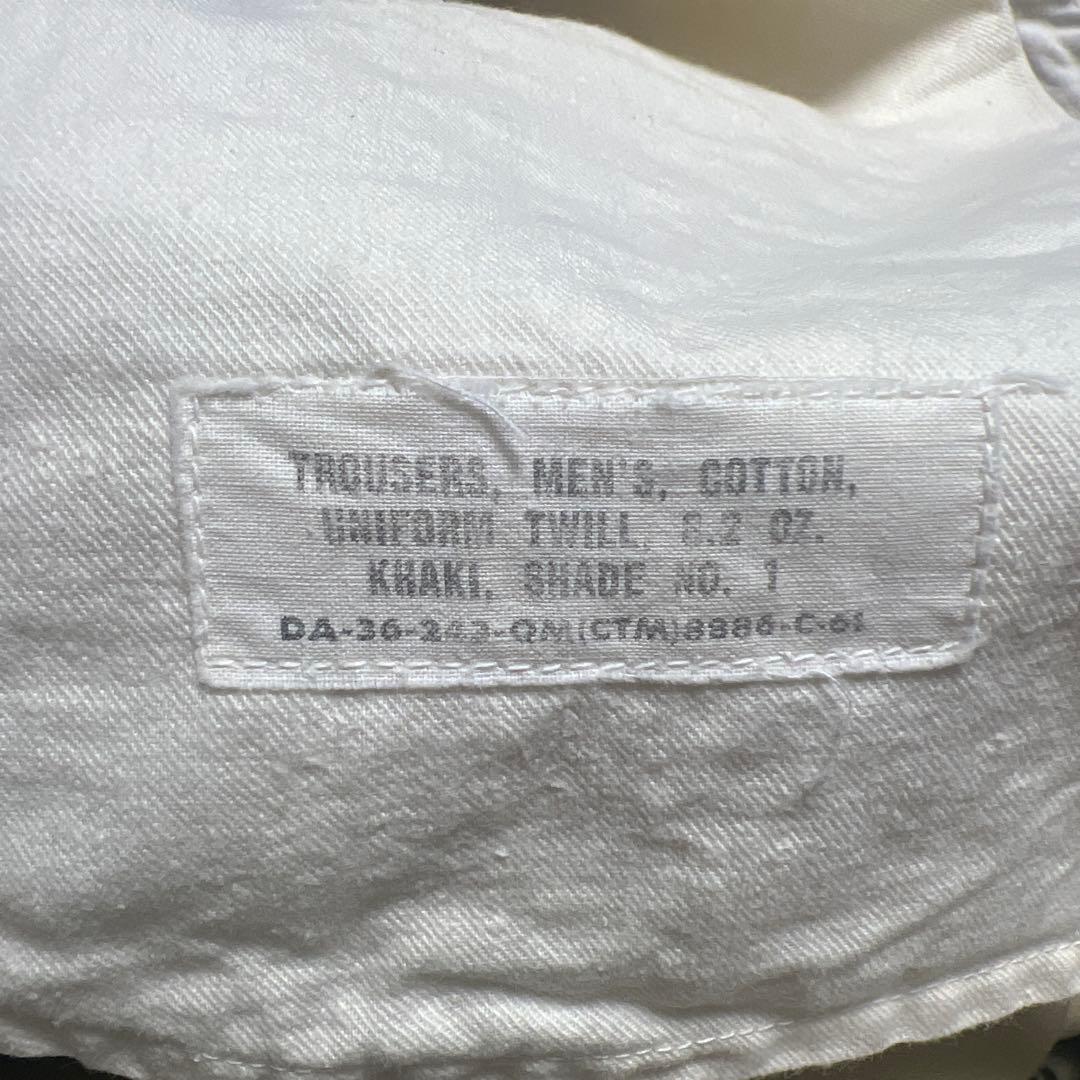 TROUSERS, MEN'S, COTTON,
UNIFORM TWILL, 8.2 OZ.
KHAKI, SHADE NO. 1
DA-36-243-QM(CTM)8886-C-61